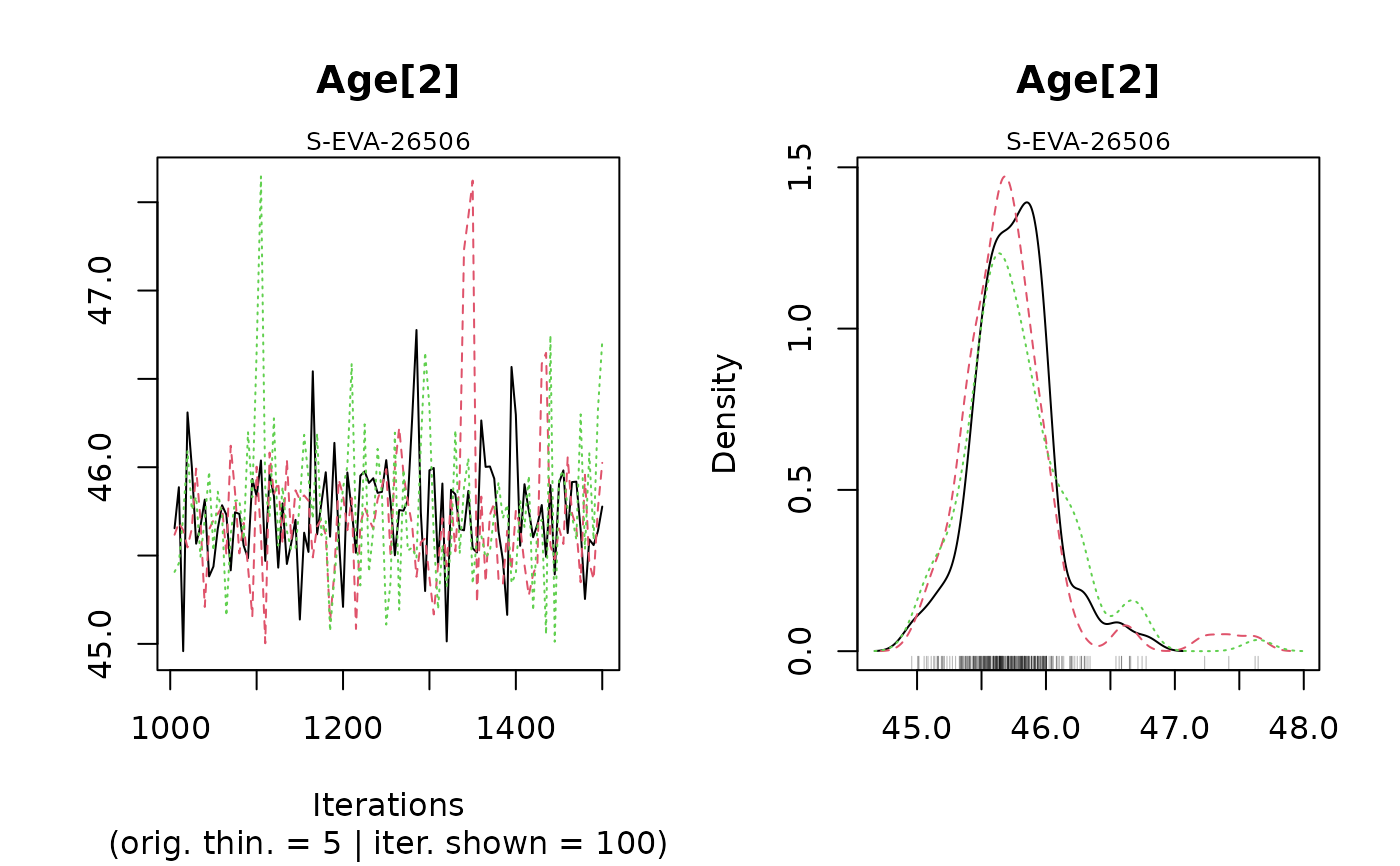 Age[2]
S-EVA-26506
47.0
46.0
45.0
1000 1200 1400
Iterations
(orig. thin. = 5 | iter. shown = 100)
Age[2]
S-EVA-26506
Density
1.5
1.0
0.5
0.0
45.0 46.0 47.0 48.0